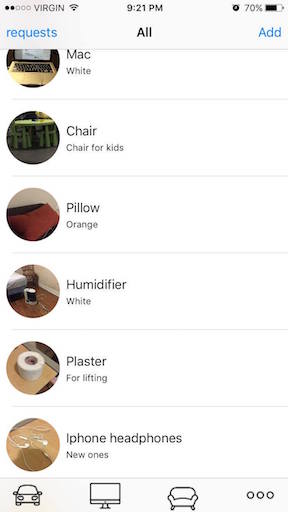 VIRGIN 9:21 PM 70%
requests All Add
Mac
White
Chair
Chair for kids
Pillow
Orange
Humidifier
White
Plaster
For lifting
Iphone headphones
New ones